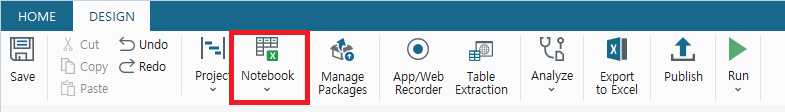 HOME DESIGN
Save
Cut
Copy
Paste
Undo
Redo
Project
Notebook
Manage
Packages
App/Web
Recorder
Table
Extraction
Analyze
Export
to Excel
Publish
Run